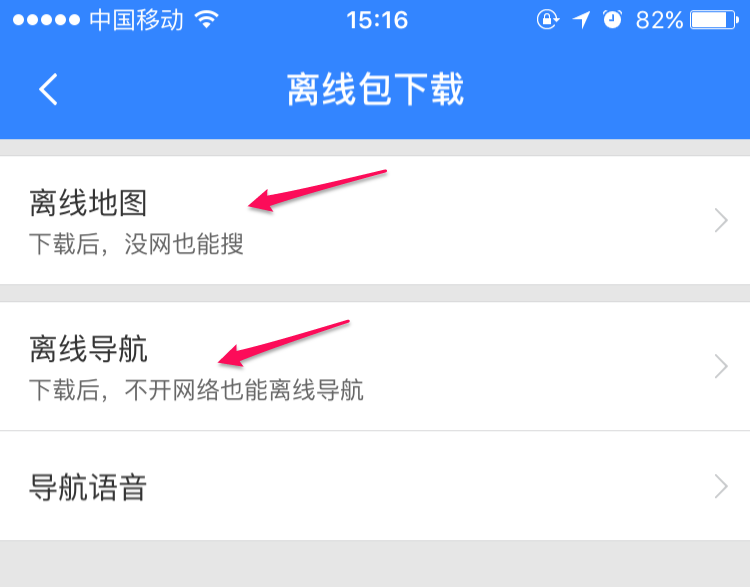 中国移动 15:16 82%
离线包下载
离线地图
下载后，没网也能搜
离线导航
下载后，不开网络也能离线导航
导航语音